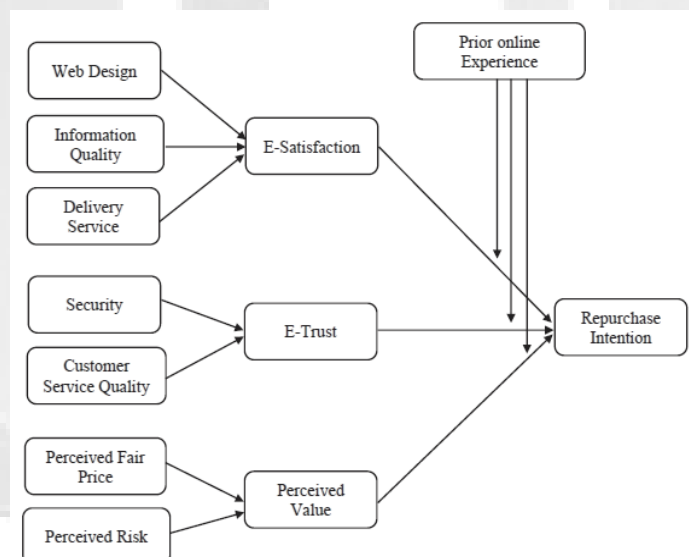 Prior online
Experience
Web Design
Information
Quality
E-Satisfaction
Delivery
Service
Security
E-Trust
Repurchase
Intention
Customer
Service Quality
Perceived Fair
Price
Perceived
Value
Perceived Risk